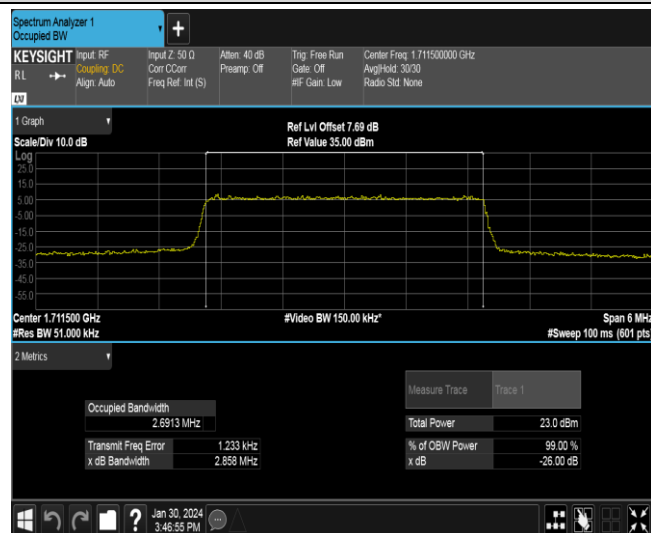 Spectrum Analyzer 1
Occupied BW
+
KEYSIGHT Input: RF Input Z: 50 Ω Atten: 40 dB Trig: Free Run Center Freq: 1.711500000 GHz
RL Coupling: DC Corr CCorr Preamp: Off Gate: Off Avg|Hold: 30/30
Align: Auto Freq Ref: Int (S) #IF Gain: Low Radio Std: None
LXI
1 Graph
Ref Lvl Offset 7.69 dB
Scale/Div 10.0 dB Ref Value 35.00 dBm
Log
25.0
15.0
5.00
-5.00
-15.0
-25.0
-35.0
-45.0
-55.0
Center 1.711500 GHz #Video BW 150.00 kHz* Span 6 MHz
#Res BW 51.000 kHz #Sweep 100 ms (601 pts
2 Metrics
Measure Trace Trace 1
Occupied Bandwidth
2.6913 MHz Total Power 23.0 dBm
Transmit Freq Error 1.233 kHz % of OBW Power 99.00 %
x dB Bandwidth 2.858 MHz x dB -26.00 dB
? Jan 30, 2024
3:46:55 PM